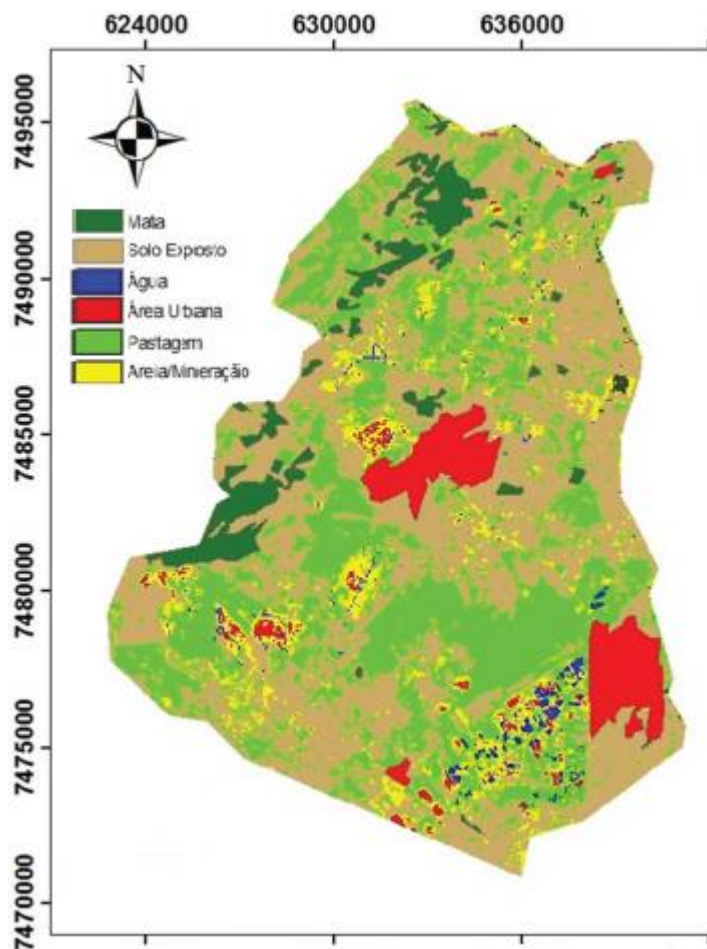 624000 630000 636000
N
7495000
7490000
7485000
7480000
7475000
7470000
Mata
Solo Exposto
Água
Área Urbana
Pastagem
Areia/Mineração